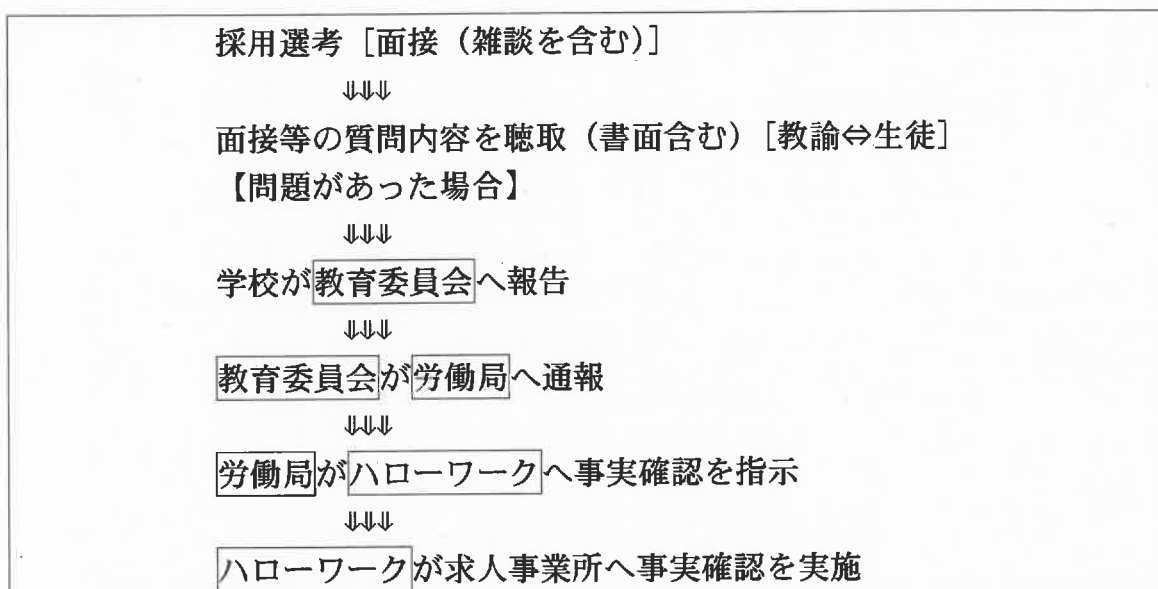 採用選考［面接（雑談を含む）］
⇓⇓⇓
面接等の質問内容を聴取（書面含む）［教諭⇔生徒］
【問題があった場合】
⇓⇓⇓
学校が教育委員会へ報告
⇓⇓⇓
教育委員会が労働局へ通報
⇓⇓⇓
労働局がハローワークへ事実確認を指示
⇓⇓⇓
ハローワークが求人事業所へ事実確認を実施